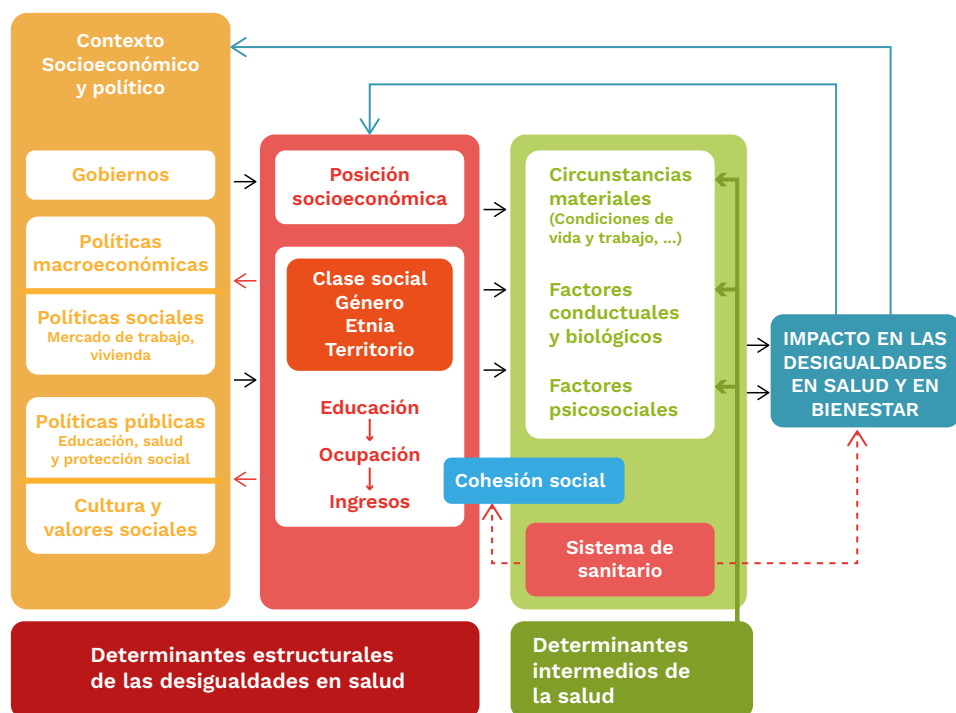 Contexto
Socioeconómico
y político
Gobiernos
Políticas
macroeconómicas
Políticas sociales
Mercado de trabajo,
vivienda
Políticas públicas
Educación, salud
y protección social
Cultura y
valores sociales
Posición
socioeconómica
Clase social
Género
Etnia
Territorio
Educación
Ocupación
Ingresos
Cohesión social
Circunstancias
materiales
(Condiciones de
vida y trabajo, ...)
Factores
conductuales
y biológicos
Factores
psicosociales
Sistema de
sanitario
IMPACTO EN LAS
DESIGUALDADES
EN SALUD Y EN
BIENESTAR
Determinantes estructurales
de las desigualdades en salud
Determinantes
intermedios de
la salud